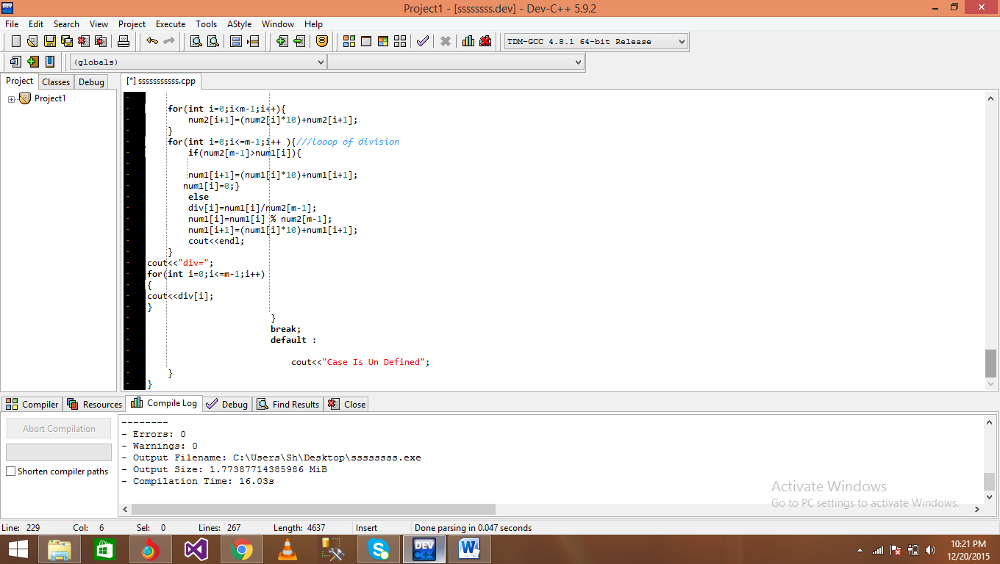 Project1 - [ssssssss.dev] - Dev-C++ 5.9.2
File Edit Search View Project Execute Tools AStyle Window Help
TDM-GCC 4.8.1 64-bit Release
(globals)
Project Classes Debug
[*] sssssssssss.cpp
Project1
for(int i=0;i<m-1;i++){
num2[i+1]=(num2[i]*10)+num2[i+1];
}
for(int i=0;i<=m-1;i++ ){///looop of division
if(num2[m-1]>num1[i]){
num1[i+1]=(num1[i]*10)+num1[i+1];
num1[i]=0;}
else
div[i]=num1[i]/num2[m-1];
num1[i]=num1[i] % num2[m-1];
num1[i+1]=(num1[i]*10)+num1[i+1];
cout<<endl;
}
cout<<"div=";
for(int i=0;i<=m-1;i++)
{
cout<<div[i];
}
}
break;
default :
cout<<"Case Is Un Defined";
}
}
Compiler Resources Compile Log Debug Find Results Close
Abort Compilation
Shorten compiler paths
--------
- Errors: 0
- Warnings: 0
- Output Filename: C:\Users\Sh\Desktop\ssssssss.exe
- Output Size: 1.77387714385986 MiB
- Compilation Time: 16.03s
Activate Windows
Go to PC settings to activate Windows.
Line: 229 Col: 6 Sel: 0 Lines: 267 Length: 4637 Insert Done parsing in 0.047 seconds
10:21 PM
12/20/2015